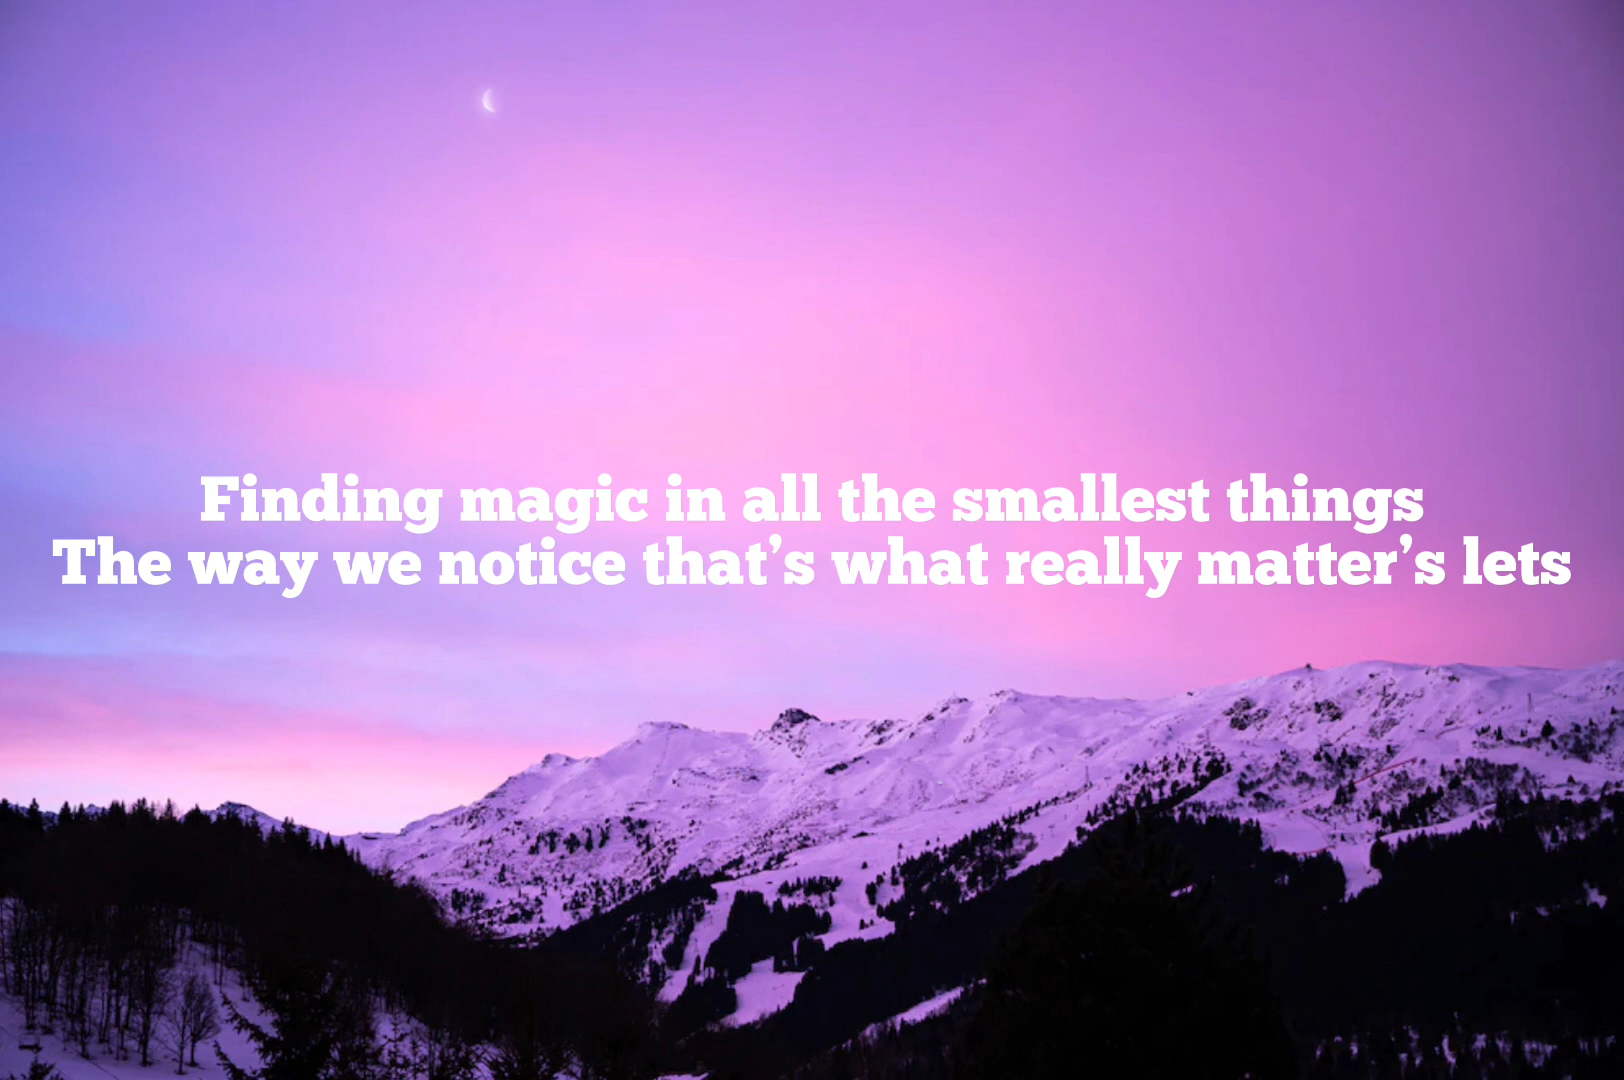 Finding magic in all the smallest things
The way we notice that’s what really matter’s lets